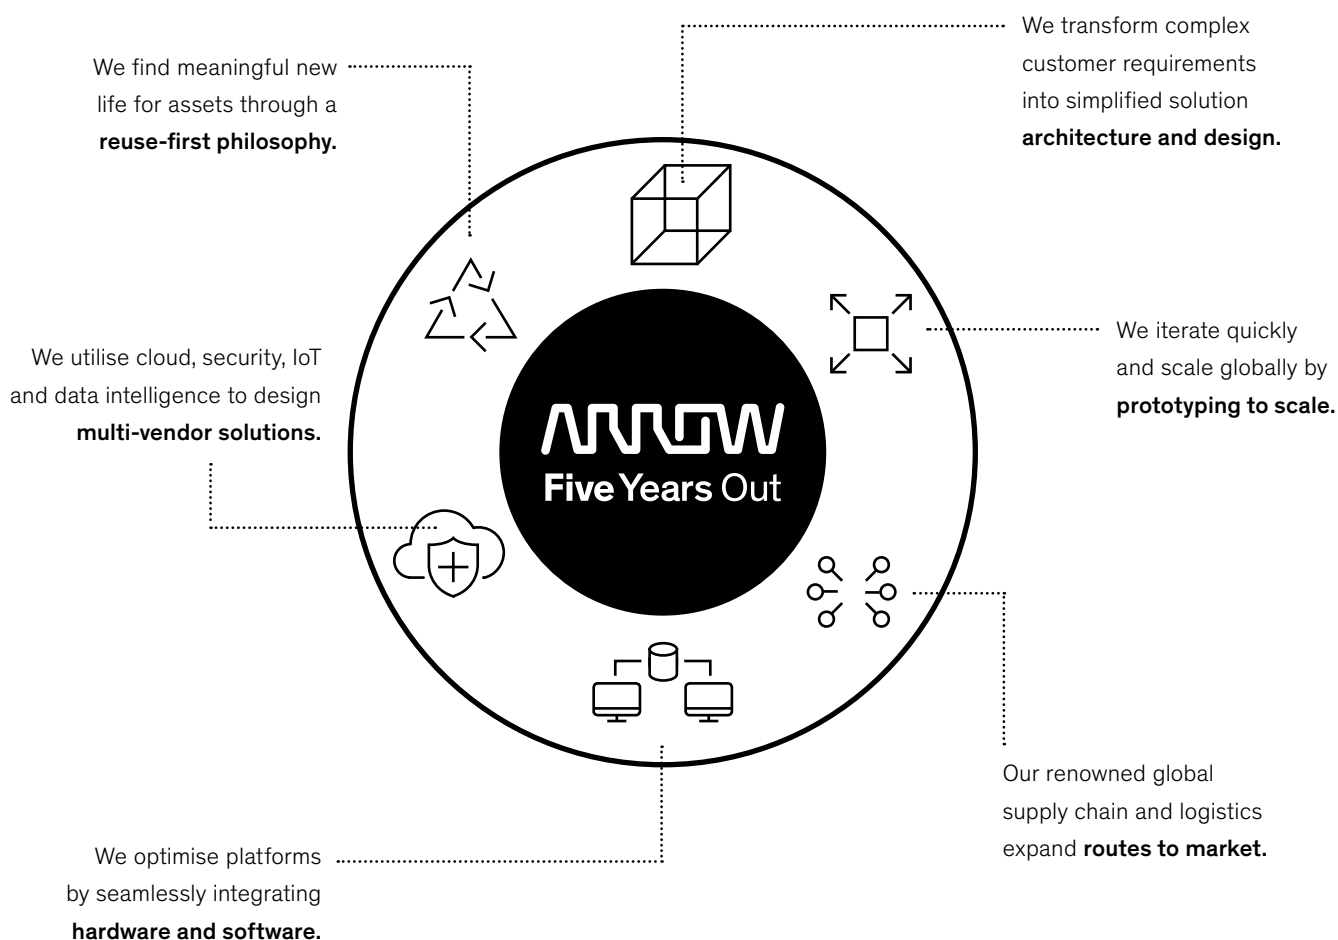 We transform complex
customer requirements
into simplified solution
architecture and design.
We find meaningful new
life for assets through a
reuse-first philosophy.
We iterate quickly
and scale globally by
prototyping to scale.
We utilise cloud, security, IoT
and data intelligence to design
multi-vendor solutions.
ARROW
Five Years Out
Our renowned global
supply chain and logistics
expand routes to market.
We optimise platforms
by seamlessly integrating
hardware and software.